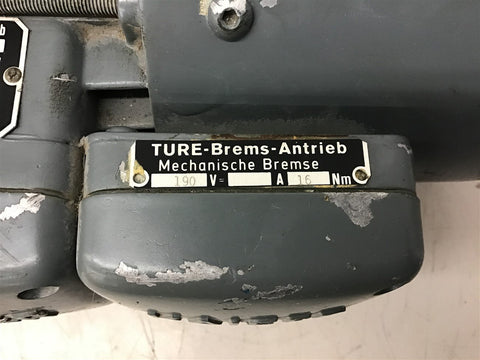 TURE-Brems-Antrieb
Mechanische Bremse
190 V= A 16 Nm